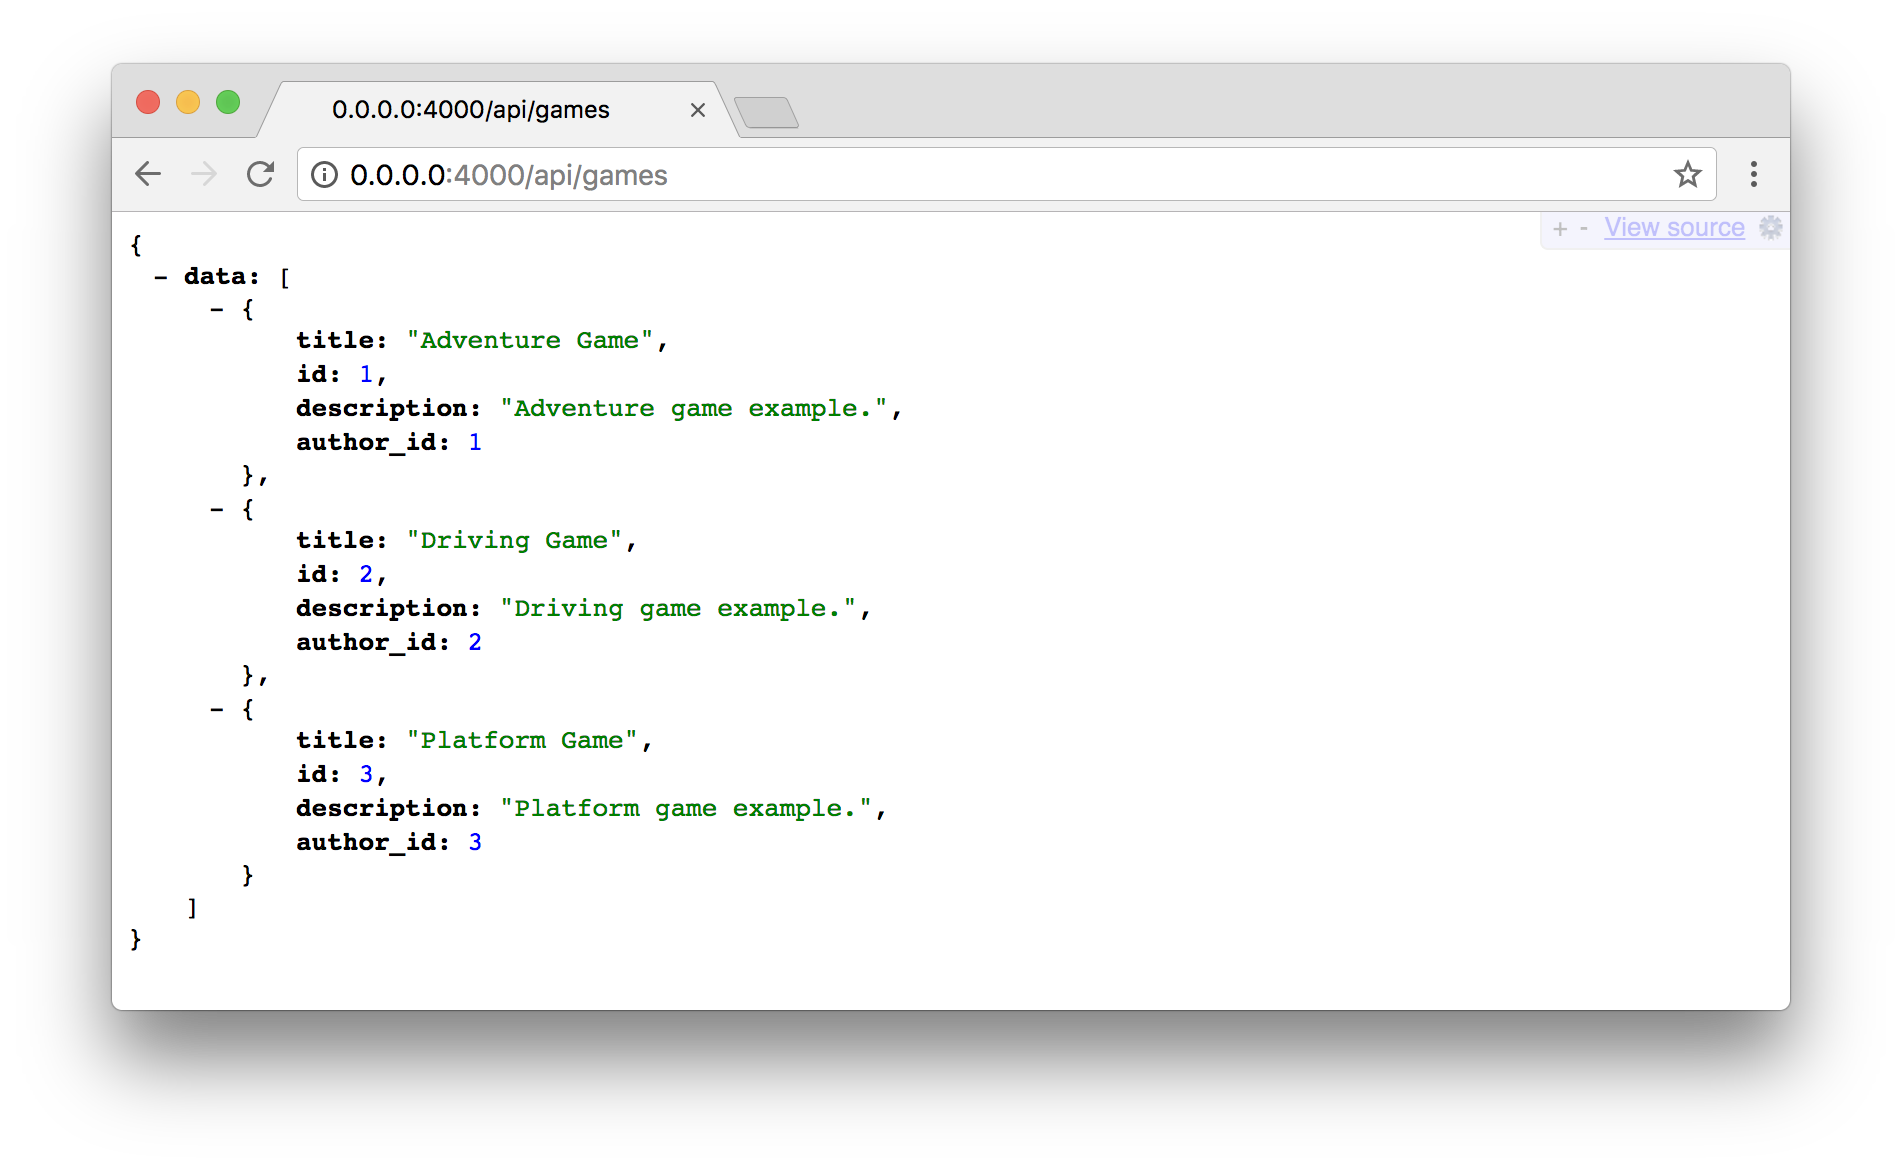 0.0.0.0:4000/api/games
0.0.0.0:4000/api/games
+ - View source
{
- data: [
- {
title: "Adventure Game",
id: 1,
description: "Adventure game example.",
author_id: 1
},
- {
title: "Driving Game",
id: 2,
description: "Driving game example.",
author_id: 2
},
- {
title: "Platform Game",
id: 3,
description: "Platform game example.",
author_id: 3
}
]
}